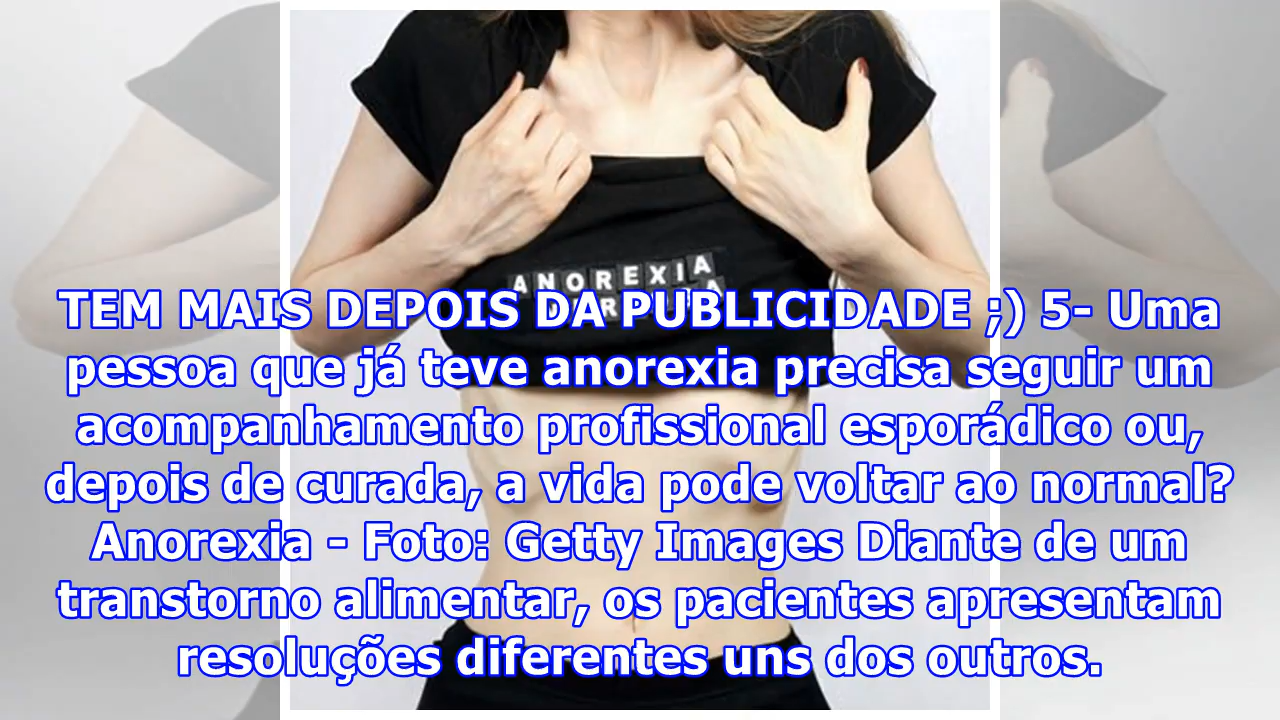 ANOREXIA
TEM MAIS DEPOIS DA PUBLICIDADE ;) 5- Uma
pessoa que já teve anorexia precisa seguir um
acompanhamento profissional esporádico ou,
depois de curada, a vida pode voltar ao normal?
Anorexia - Foto: Getty Images Diante de um
transtorno alimentar, os pacientes apresentam
resoluções diferentes uns dos outros.